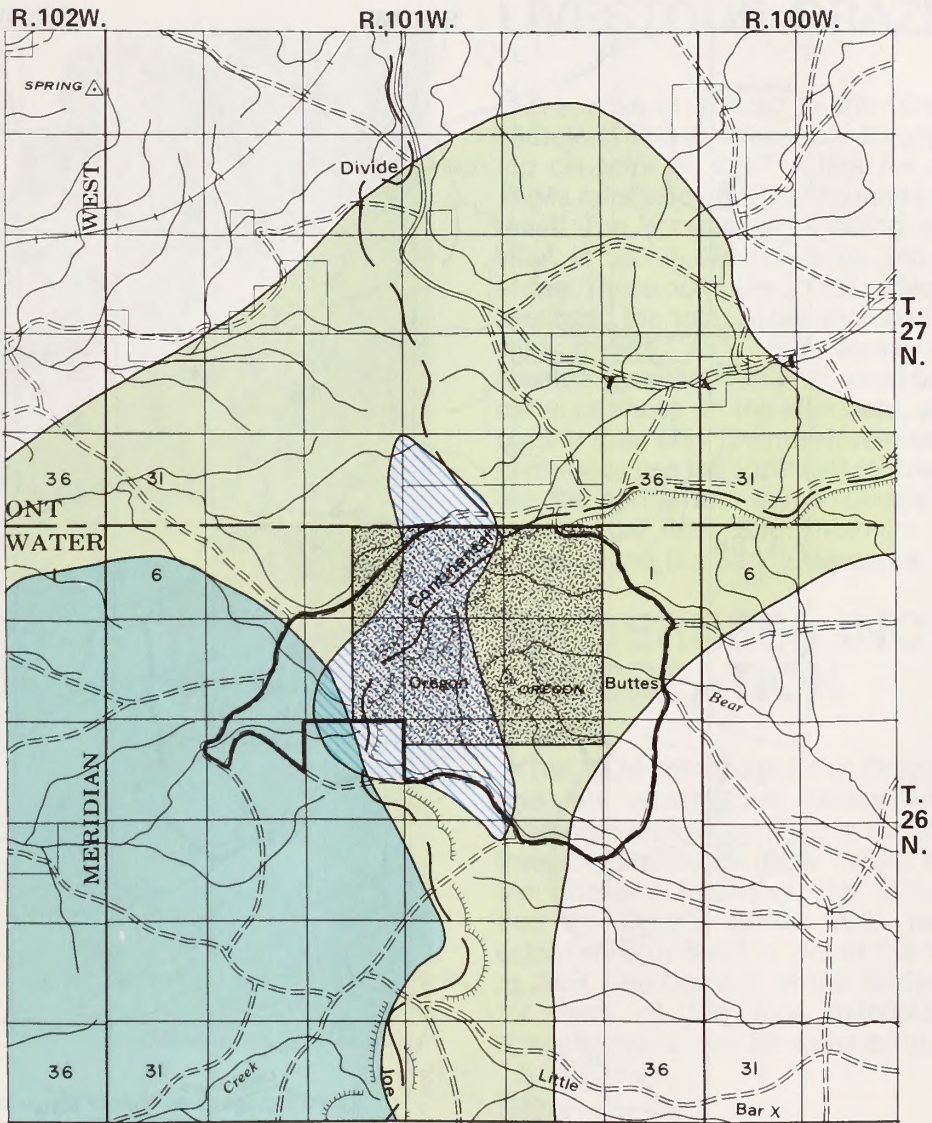 R.102W. R.101W. R.100W.
SPRING
Divide
WEST
T.
27
N.
36 31 36 31
ONT
WATER
1 6 1 6
Continental
Oregon OREGON Buttes
Bear
MERIDIAN
T.
26
N.
36 31 36 31
Creek Joe Little
Bar X